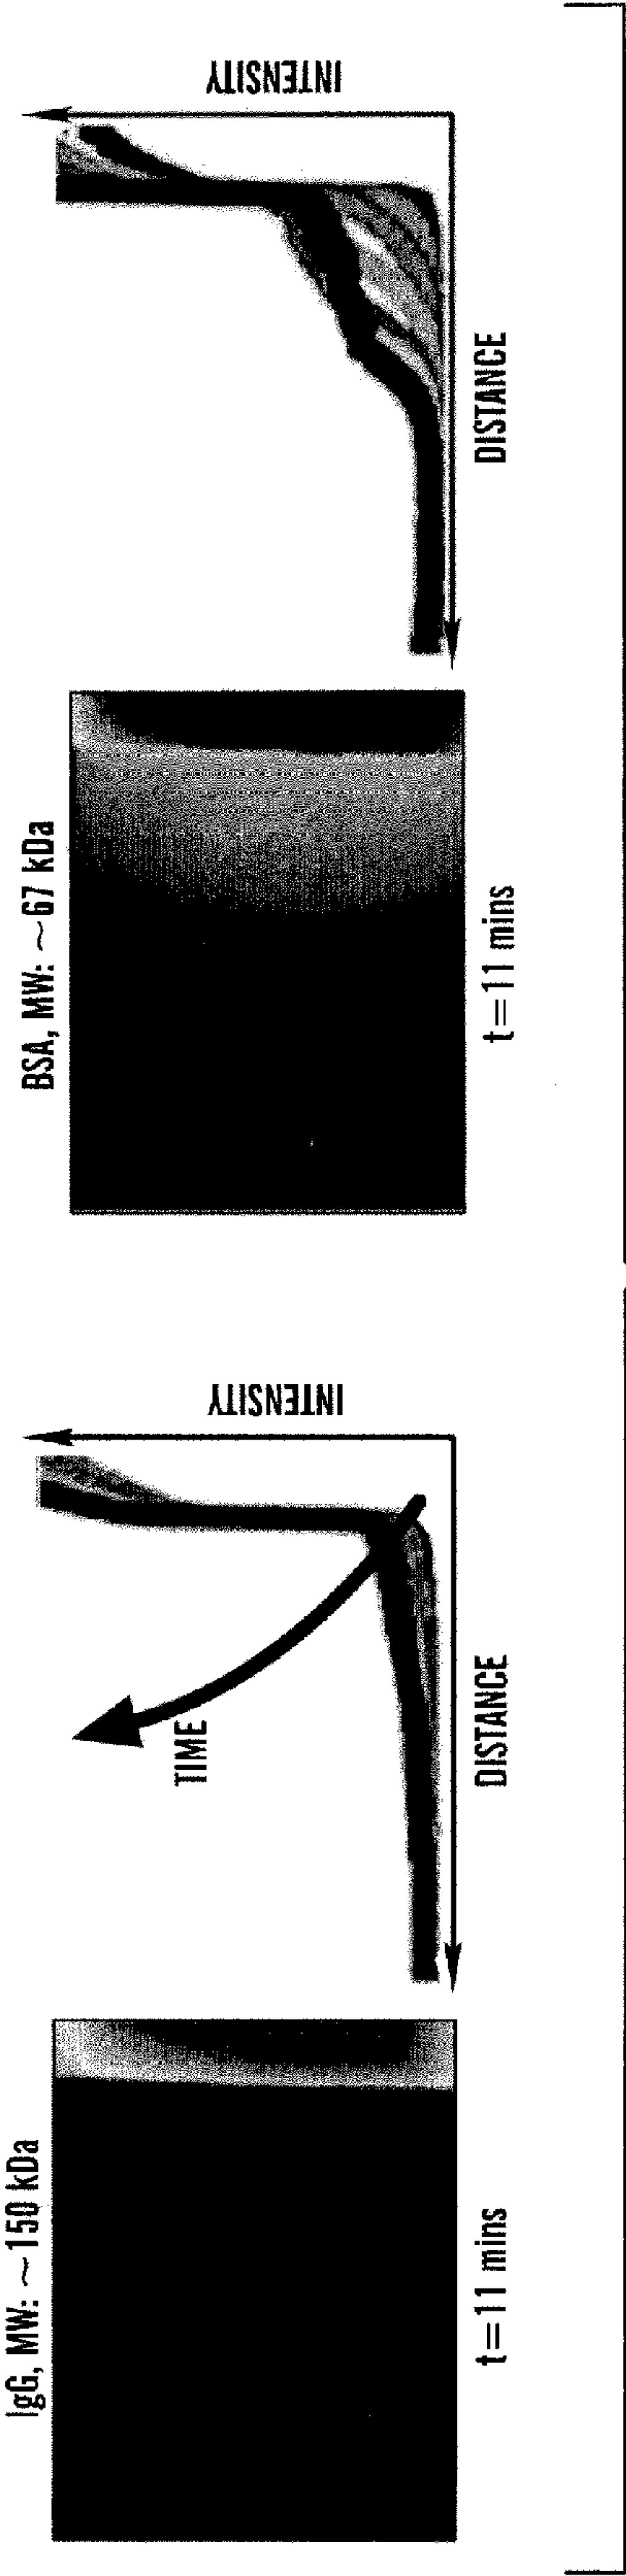 IgG, MW: ~150 kDa
t=11 mins
TIME
DISTANCE
INTENSITY
BSA, MW: ~67 kDa
t=11 mins
DISTANCE
INTENSITY